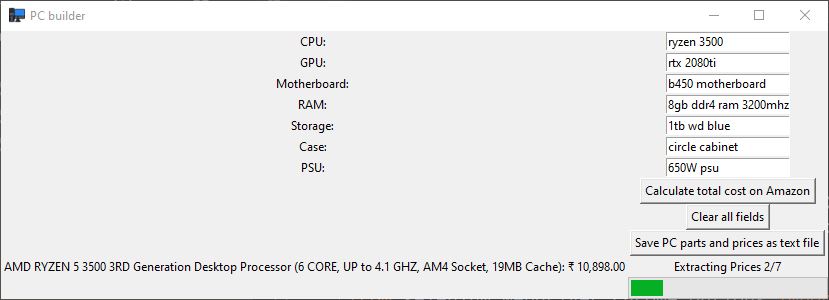 PC builder
CPU: ryzen 3500
GPU: rtx 2080ti
Motherboard: b450 motherboard
RAM: 8gb ddr4 ram 3200mhz
Storage: 1tb wd blue
Case: circle cabinet
PSU: 650W psu
Calculate total cost on Amazon
Clear all fields
Save PC parts and prices as text file
AMD RYZEN 5 3500 3RD Generation Desktop Processor (6 CORE, UP to 4.1 GHZ, AM4 Socket, 19MB Cache): ₹ 10,898.00 Extracting Prices 2/7